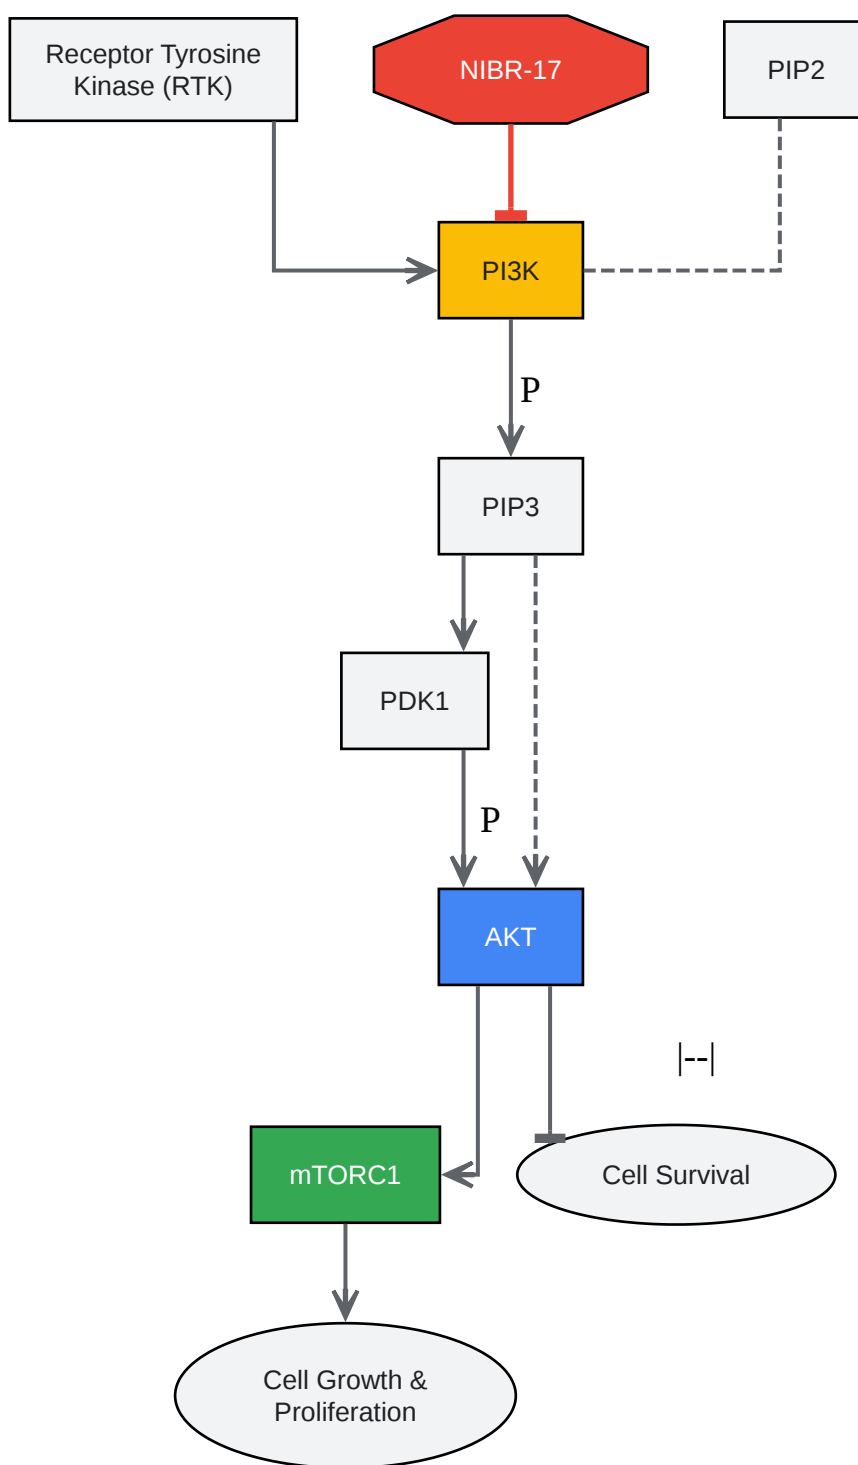 Receptor Tyrosine
Kinase (RTK)
NIBR-17
PIP2
PI3K
P
PIP3
PDK1
P
AKT
|--|
mTORC1
Cell Survival
Cell Growth &
Proliferation